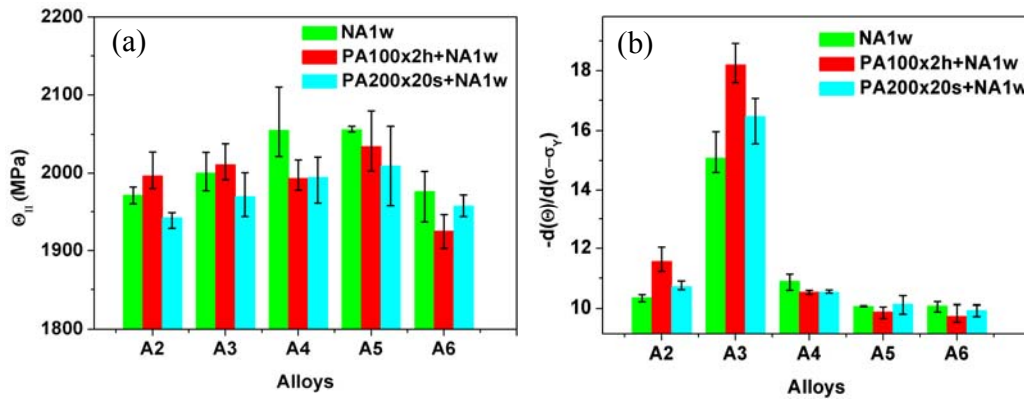 (a)
NA1w
PA100x2h+NA1w
PA200x20s+NA1w
Θ_II (MPa)
2200
2100
2000
1900
1800
A2 A3 A4 A5 A6
Alloys
(b)
NA1w
PA100x2h+NA1w
PA200x20s+NA1w
-d(Θ)/d(σ-σ_Y)
18
16
14
12
10
A2 A3 A4 A5 A6
Alloys